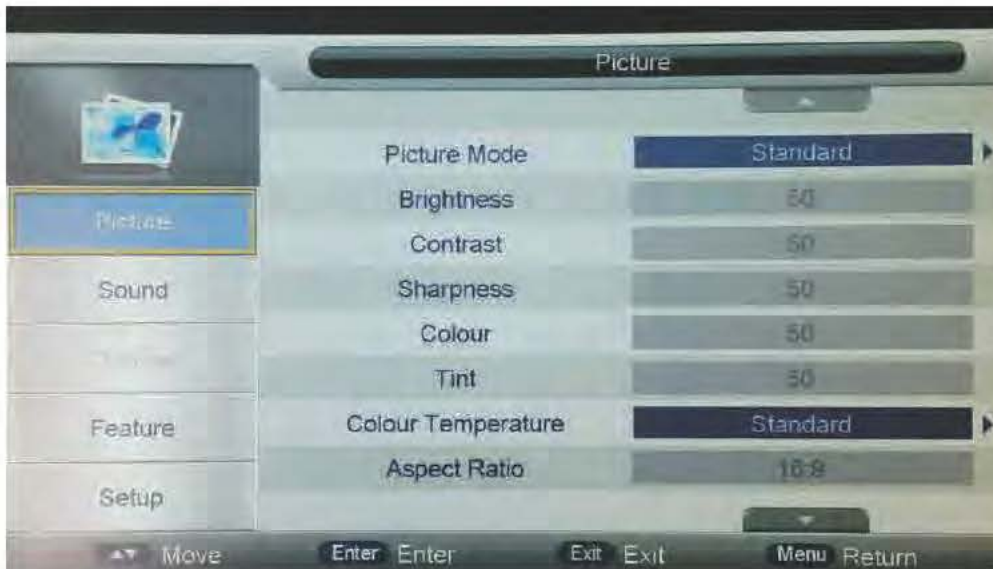 Picture
Picture Mode Standard
Brightness 50
Picture
Contrast 50
Sound
Sharpness 50
Colour 50
Tint 50
Feature
Colour Temperature Standard
Aspect Ratio 16:9
Setup
Move Enter Enter Exit Exit Menu Return